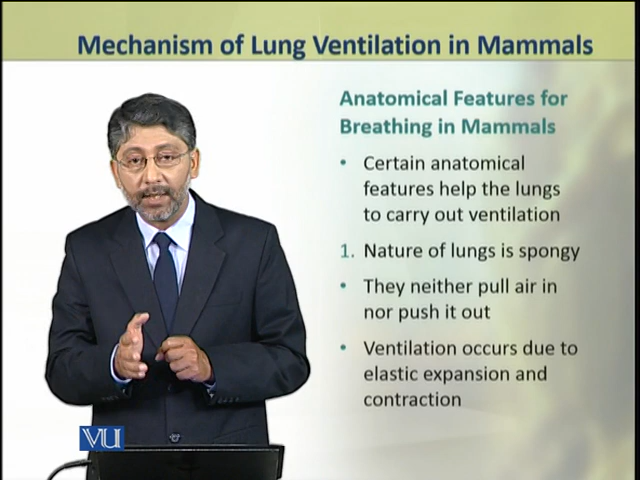 Mechanism of Lung Ventilation in Mammals
Anatomical Features for
Breathing in Mammals
• Certain anatomical
features help the lungs
to carry out ventilation
1. Nature of lungs is spongy
• They neither pull air in
nor push it out
• Ventilation occurs due to
elastic expansion and
contraction
VU